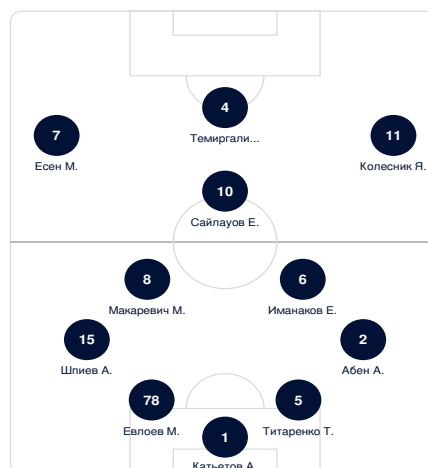 4
Темиргали...
7
Есен М.
11
Колесник Я.
10
Сайлауов Е.
8
Макаревич М.
6
Иманаков Е.
15
Шпиев А.
2
Абен А.
78
Евлоев М.
5
Титаренко Т.
1
Катьетов А.